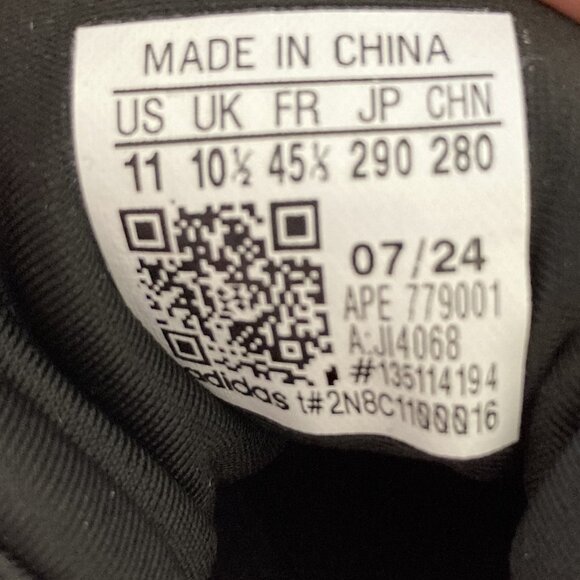 MADE IN CHINA
US UK FR JP CHN
11 10½ 45⅓ 290 280
07/24
APE 779001
A:JI4068
#135114194
adidas t#2N8C11000016